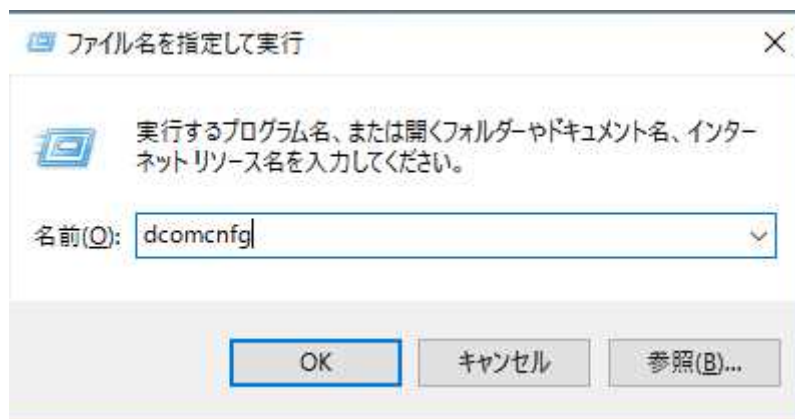 ファイル名を指定して実行
実行するプログラム名、または開くフォルダーやドキュメント名、インター
ネット リソース名を入力してください。
名前(O): dcomcnfg
OK キャンセル 参照(B)...